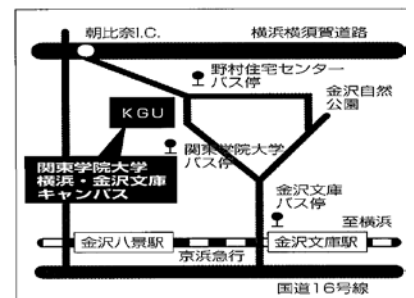 朝比奈I.C.
横浜横須賀道路
野村住宅センター
バス停
金沢自然
公園
KGU
関東学院大学
バス停
関東学院大学
横浜・金沢文庫
キャンパス
金沢文庫
バス停
至横浜
金沢八景駅
京浜急行
金沢文庫駅
国道16号線